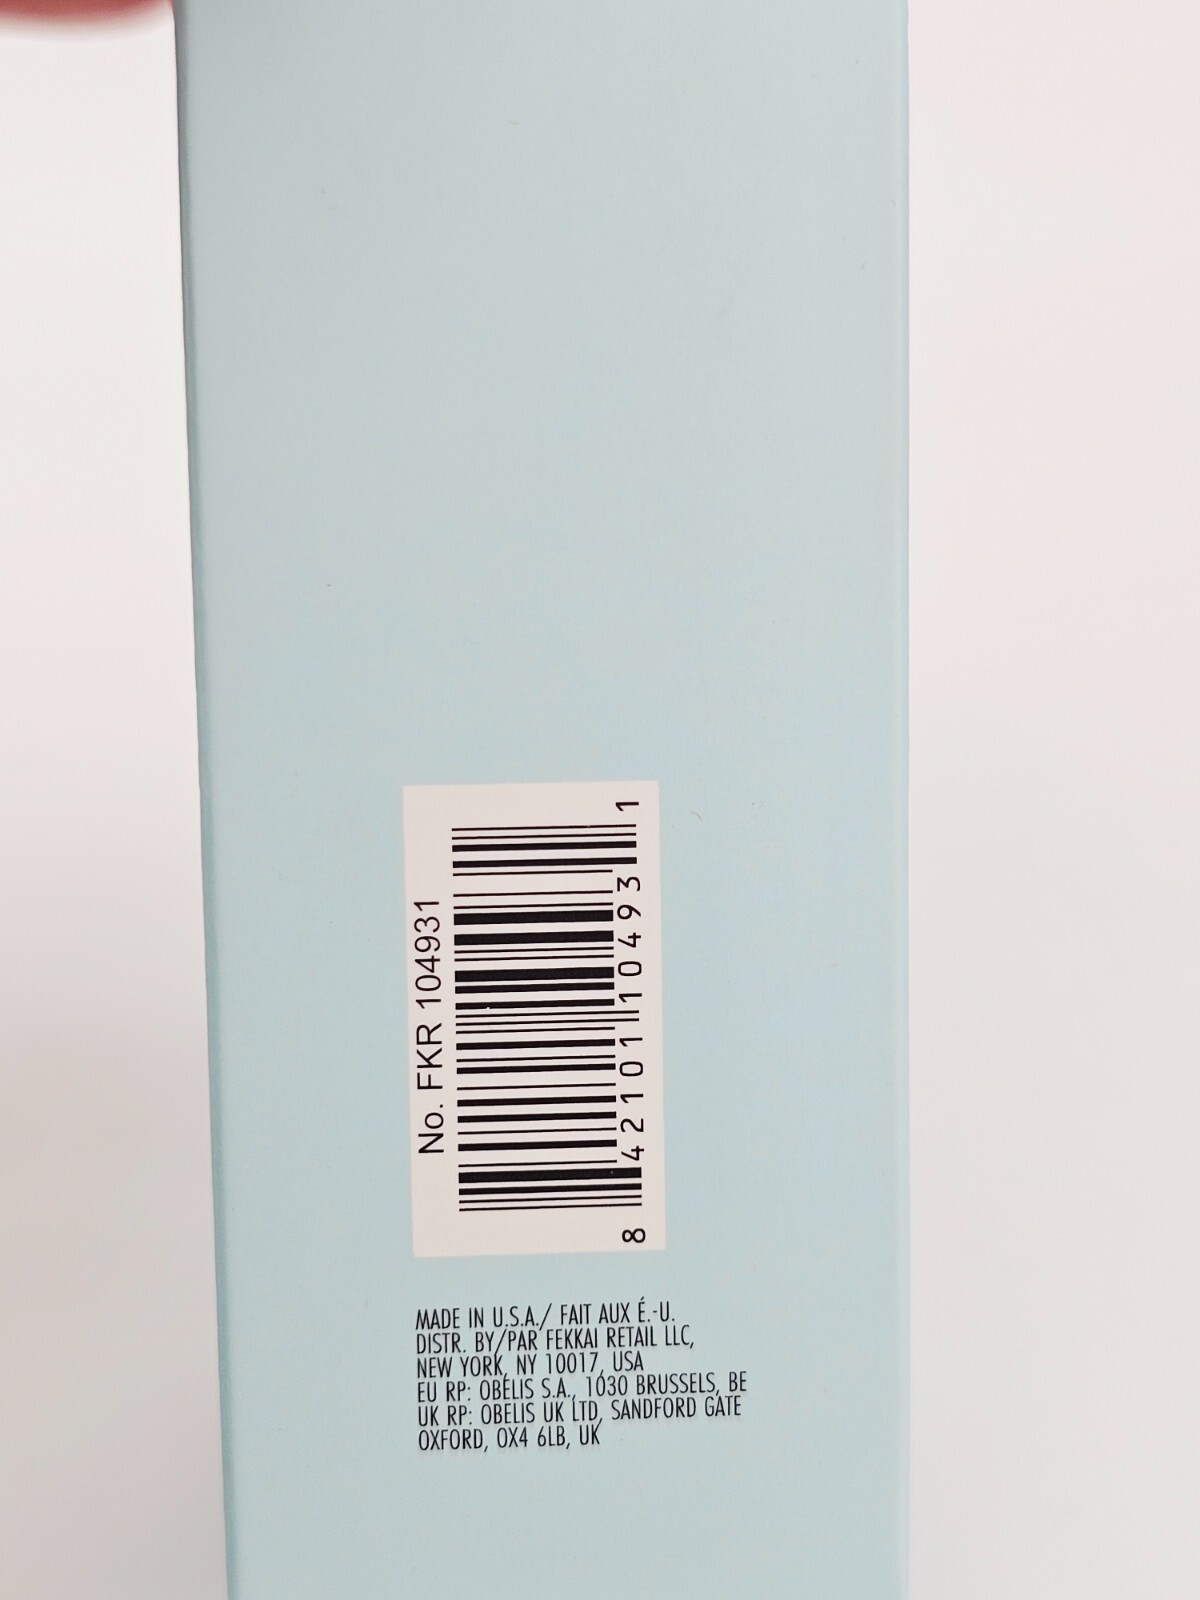 No. FKR 104931
8 42101 10493 1
MADE IN U.S.A./ FAIT AUX É.-U.
DISTR. BY/PAR FEKKAI RETAIL LLC,
NEW YORK, NY 10017, USA
EU RP: OBELIS S.A., 1030 BRUSSELS, BE
UK RP: OBELIS UK LTD, SANDFORD GATE
OXFORD, OX4 6LB, UK